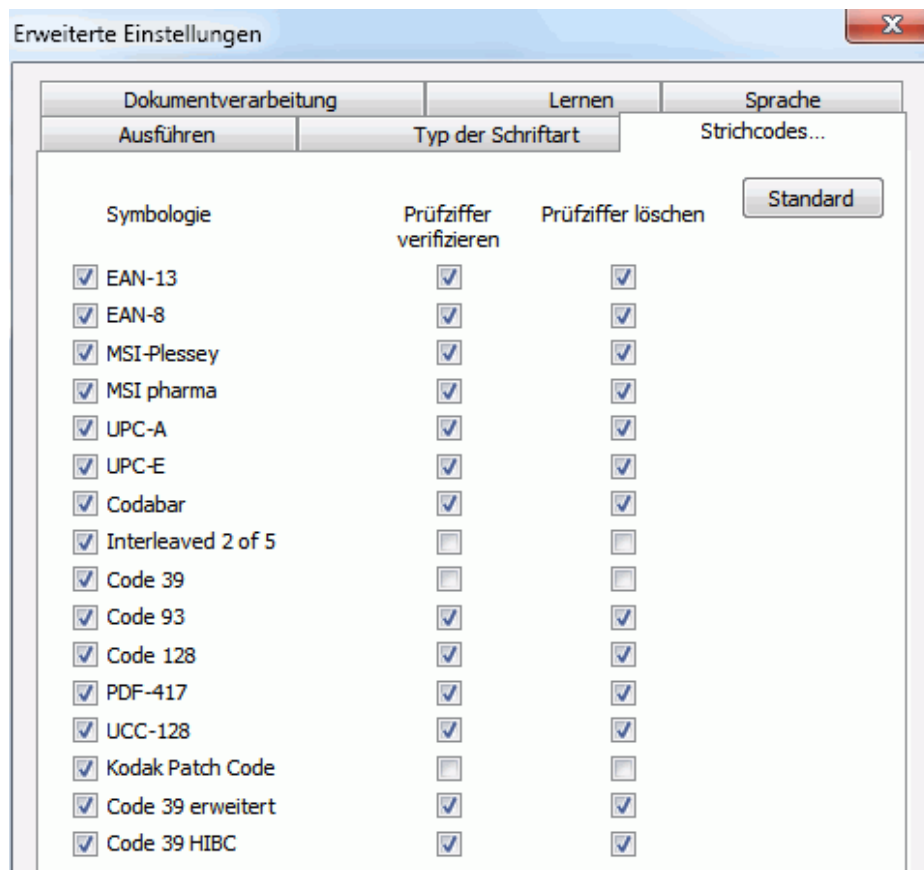 Erweiterte Einstellungen
Dokumentverarbeitung Lernen Sprache
Ausführen Typ der Schriftart Strichcodes...
Standard
Symbologie Prüfziffer verifizieren Prüfziffer löschen
EAN-13
EAN-8
MSI-Plessey
MSI pharma
UPC-A
UPC-E
Codabar
Interleaved 2 of 5
Code 39
Code 93
Code 128
PDF-417
UCC-128
Kodak Patch Code
Code 39 erweitert
Code 39 HIBC